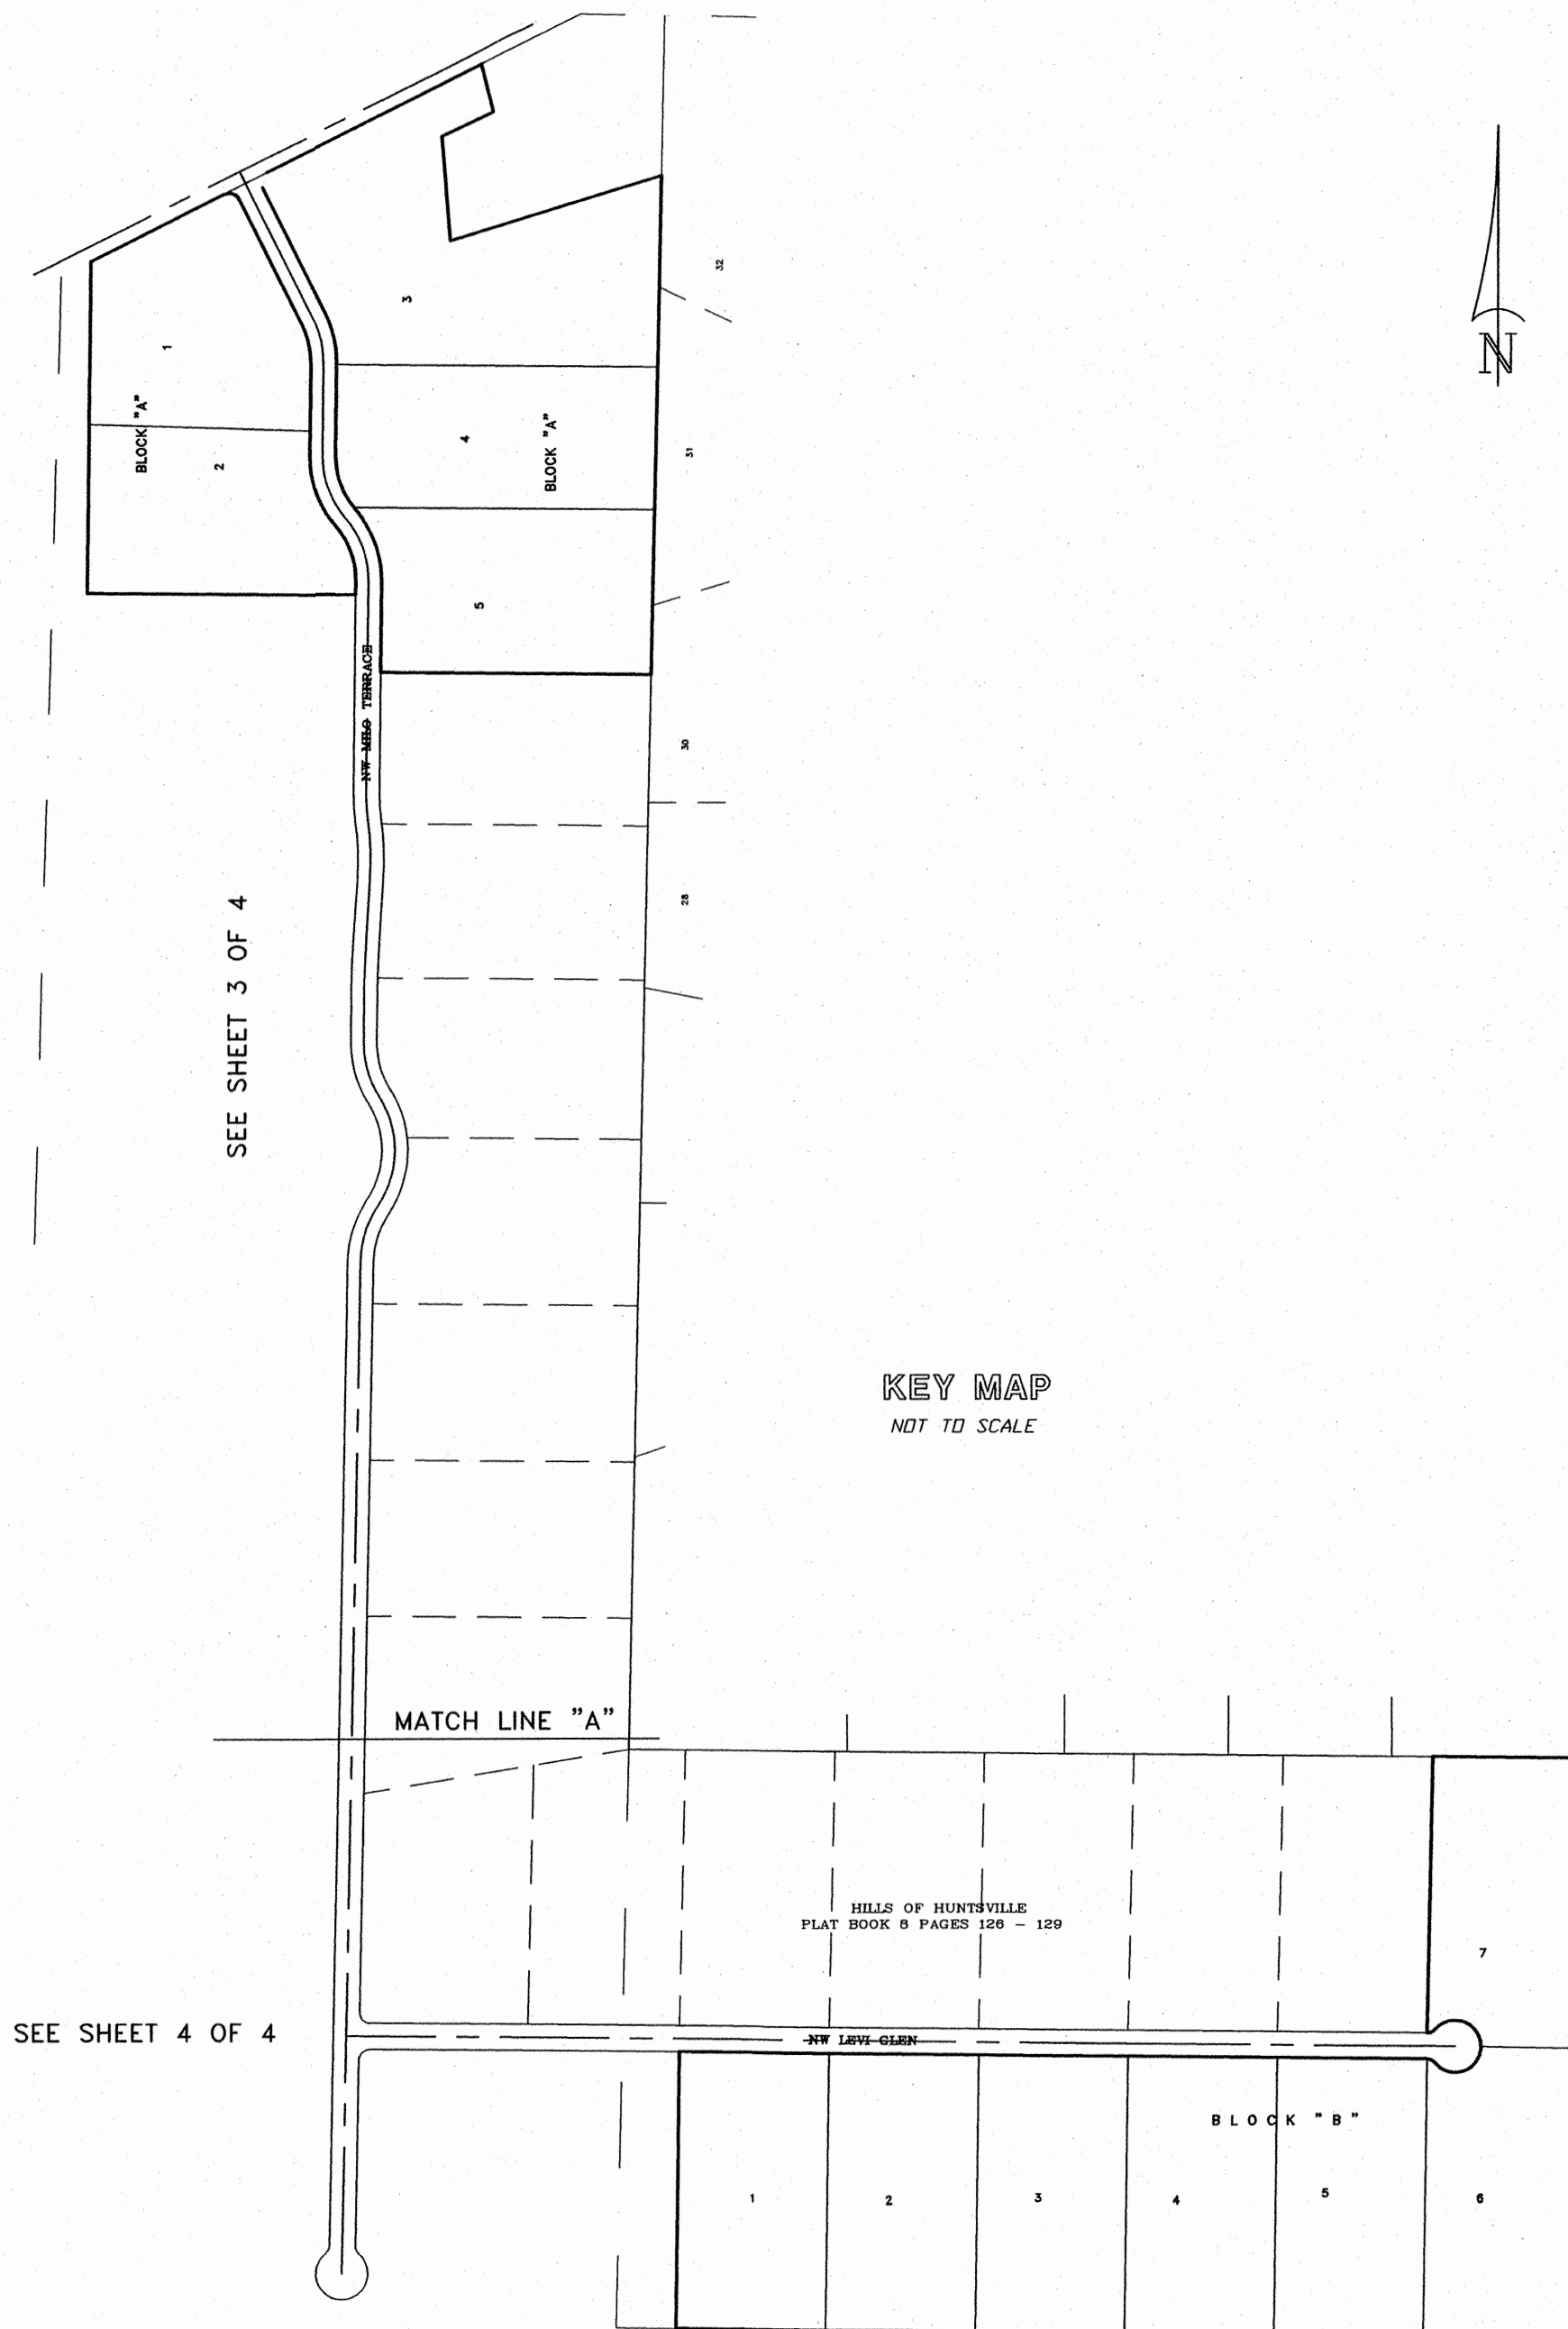 32
3
1
BLOCK "A"
4
BLOCK "A"
31
2
5
NW MILO TERRACE
30
28
SEE SHEET 3 OF 4
N
KEY MAP
NOT TO SCALE
MATCH LINE "A"
HILLS OF HUNTSVILLE
PLAT BOOK 8 PAGES 126 – 129
7
SEE SHEET 4 OF 4
NW LEVI GLEN
BLOCK "B"
1
2
3
4
5
6